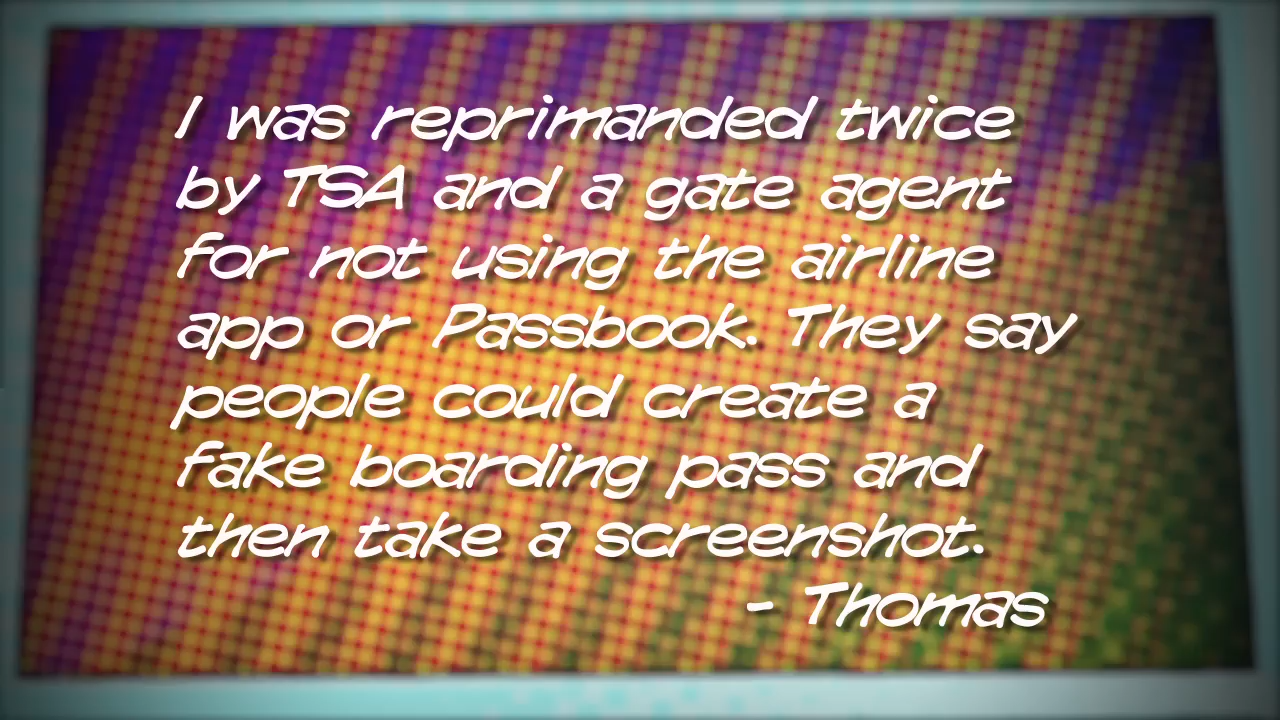 I was reprimanded twice
by TSA and a gate agent
for not using the airline
app or Passbook. They say
people could create a
fake boarding pass and
then take a screenshot.
- Thomas